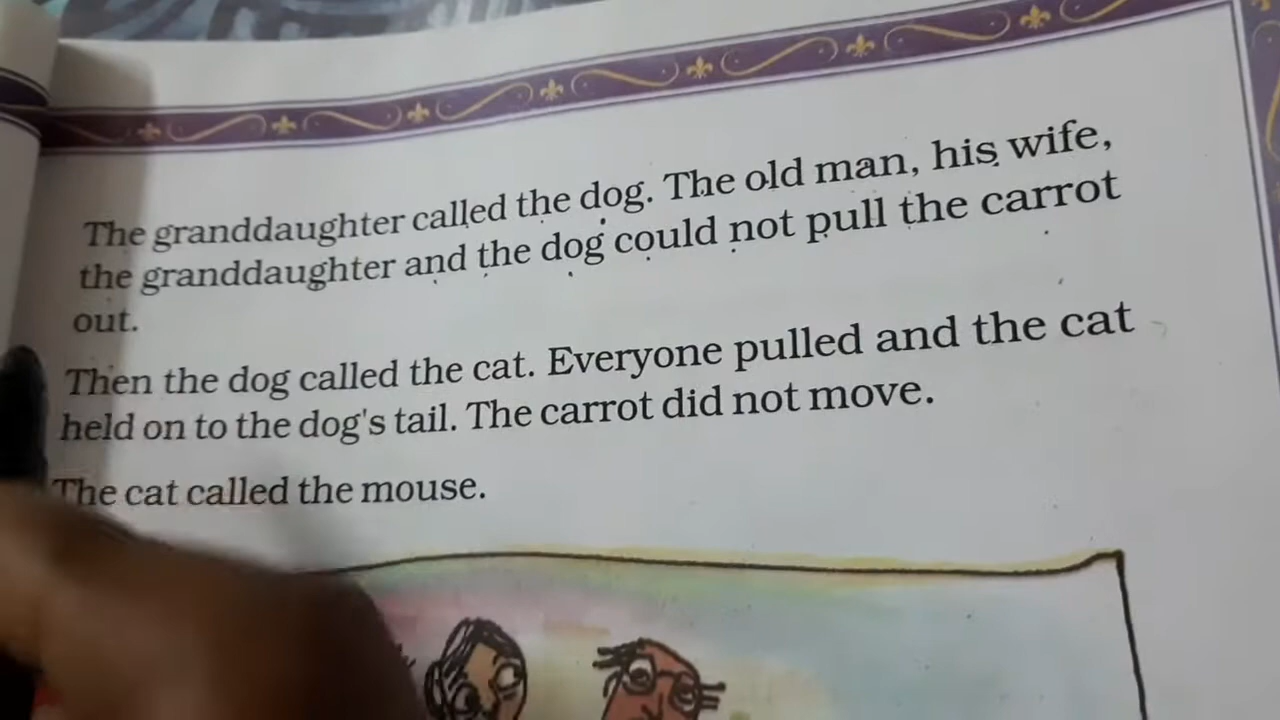 The granddaughter called the dog. The old man, his wife,
the granddaughter and the dog could not pull the carrot
out.
Then the dog called the cat. Everyone pulled and the cat
held on to the dog's tail. The carrot did not move.
The cat called the mouse.